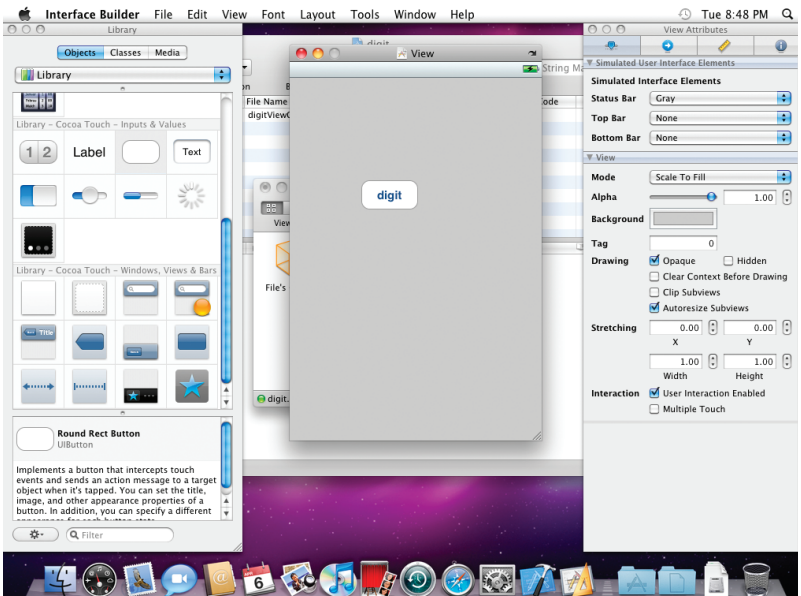 Interface Builder File Edit View Font Layout Tools Window Help Tue 8:48 PM
Library
Objects Classes Media
Library
Library – Cocoa Touch – Inputs & Values
1 2 Label Text
Library – Cocoa Touch – Windows, Views & Bars
Title
Round Rect Button
UIButton
Implements a button that intercepts touch
events and sends an action message to a target
object when it's tapped. You can set the title,
image, and other appearance properties of a
button. In addition, you can specify a different
Filter
digit
String Ma
File Name
digitViewC
View
File's
digit.
View
digit
View Attributes
Simulated User Interface Elements
Simulated Interface Elements
Status Bar Gray
Top Bar None
Bottom Bar None
View
Mode Scale To Fill
Alpha 1.00
Background
Tag 0
Drawing Opaque Hidden
Clear Context Before Drawing
Clip Subviews
Autoresize Subviews
Stretching 0.00 0.00
X Y
1.00 1.00
Width Height
Interaction User Interaction Enabled
Multiple Touch
6